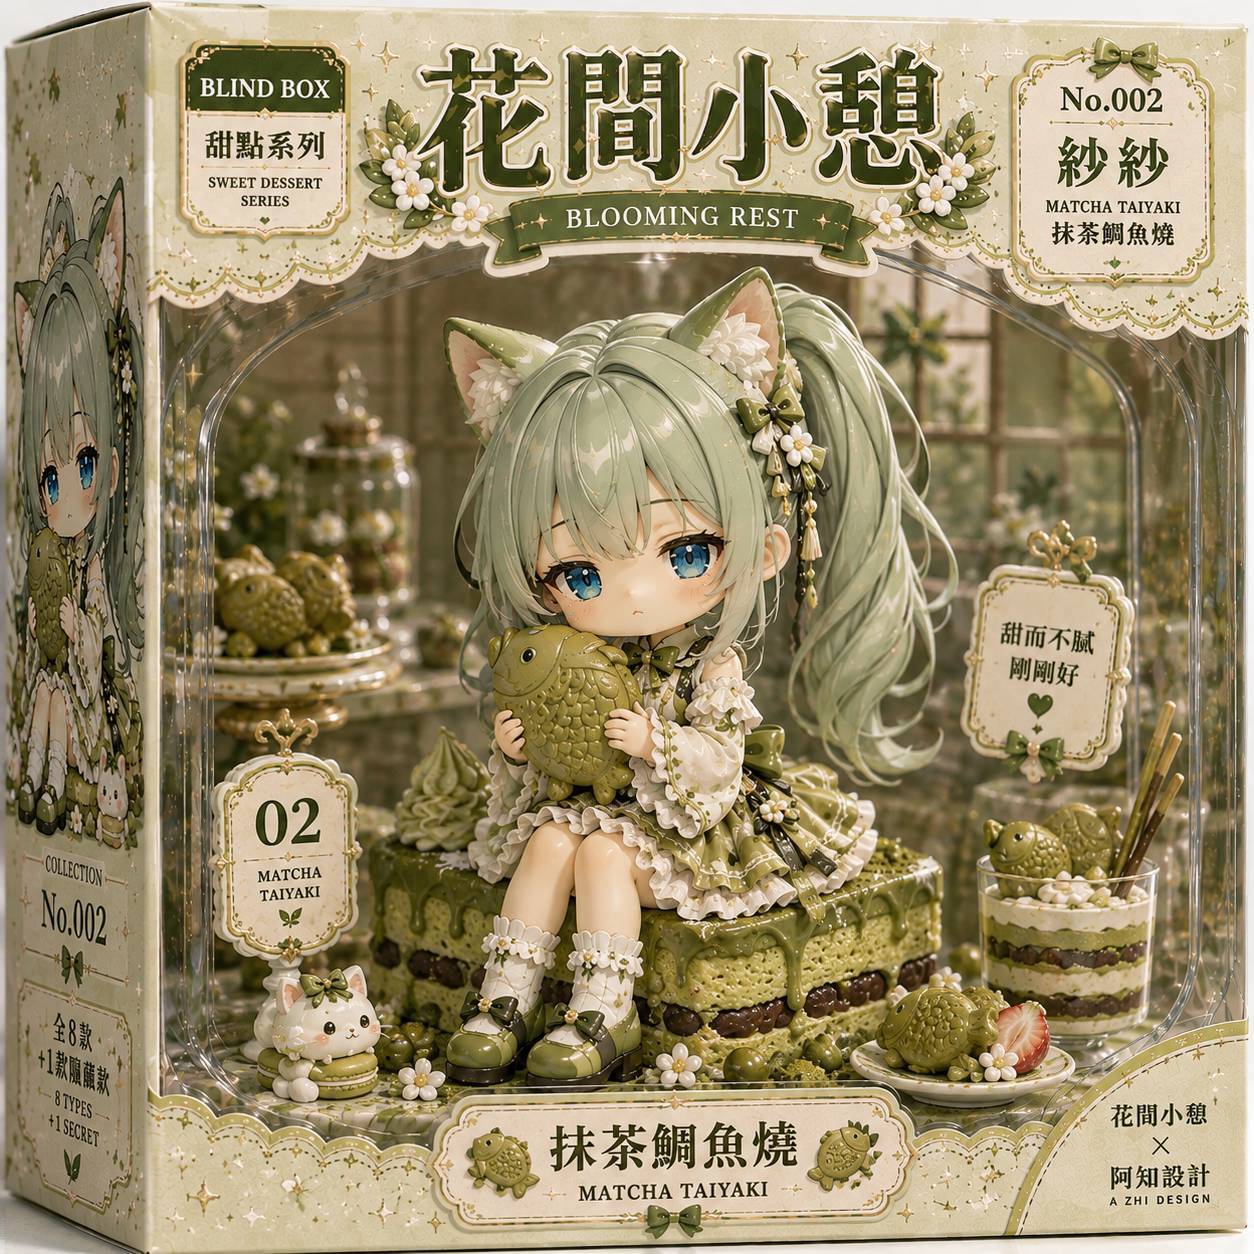 BLIND BOX
甜點系列
SWEET DESSERT
SERIES
花間小憩
BLOOMING REST
No.002
紗紗
MATCHA TAIYAKI
抹茶鯛魚燒
甜而不膩
剛剛好
02
MATCHA
TAIYAKI
COLLECTION
No.002
全8款
+1款隱藏款
8 TYPES
+1 SECRET
抹茶鯛魚燒
MATCHA TAIYAKI
花間小憩
×
阿知設計
A ZHI DESIGN